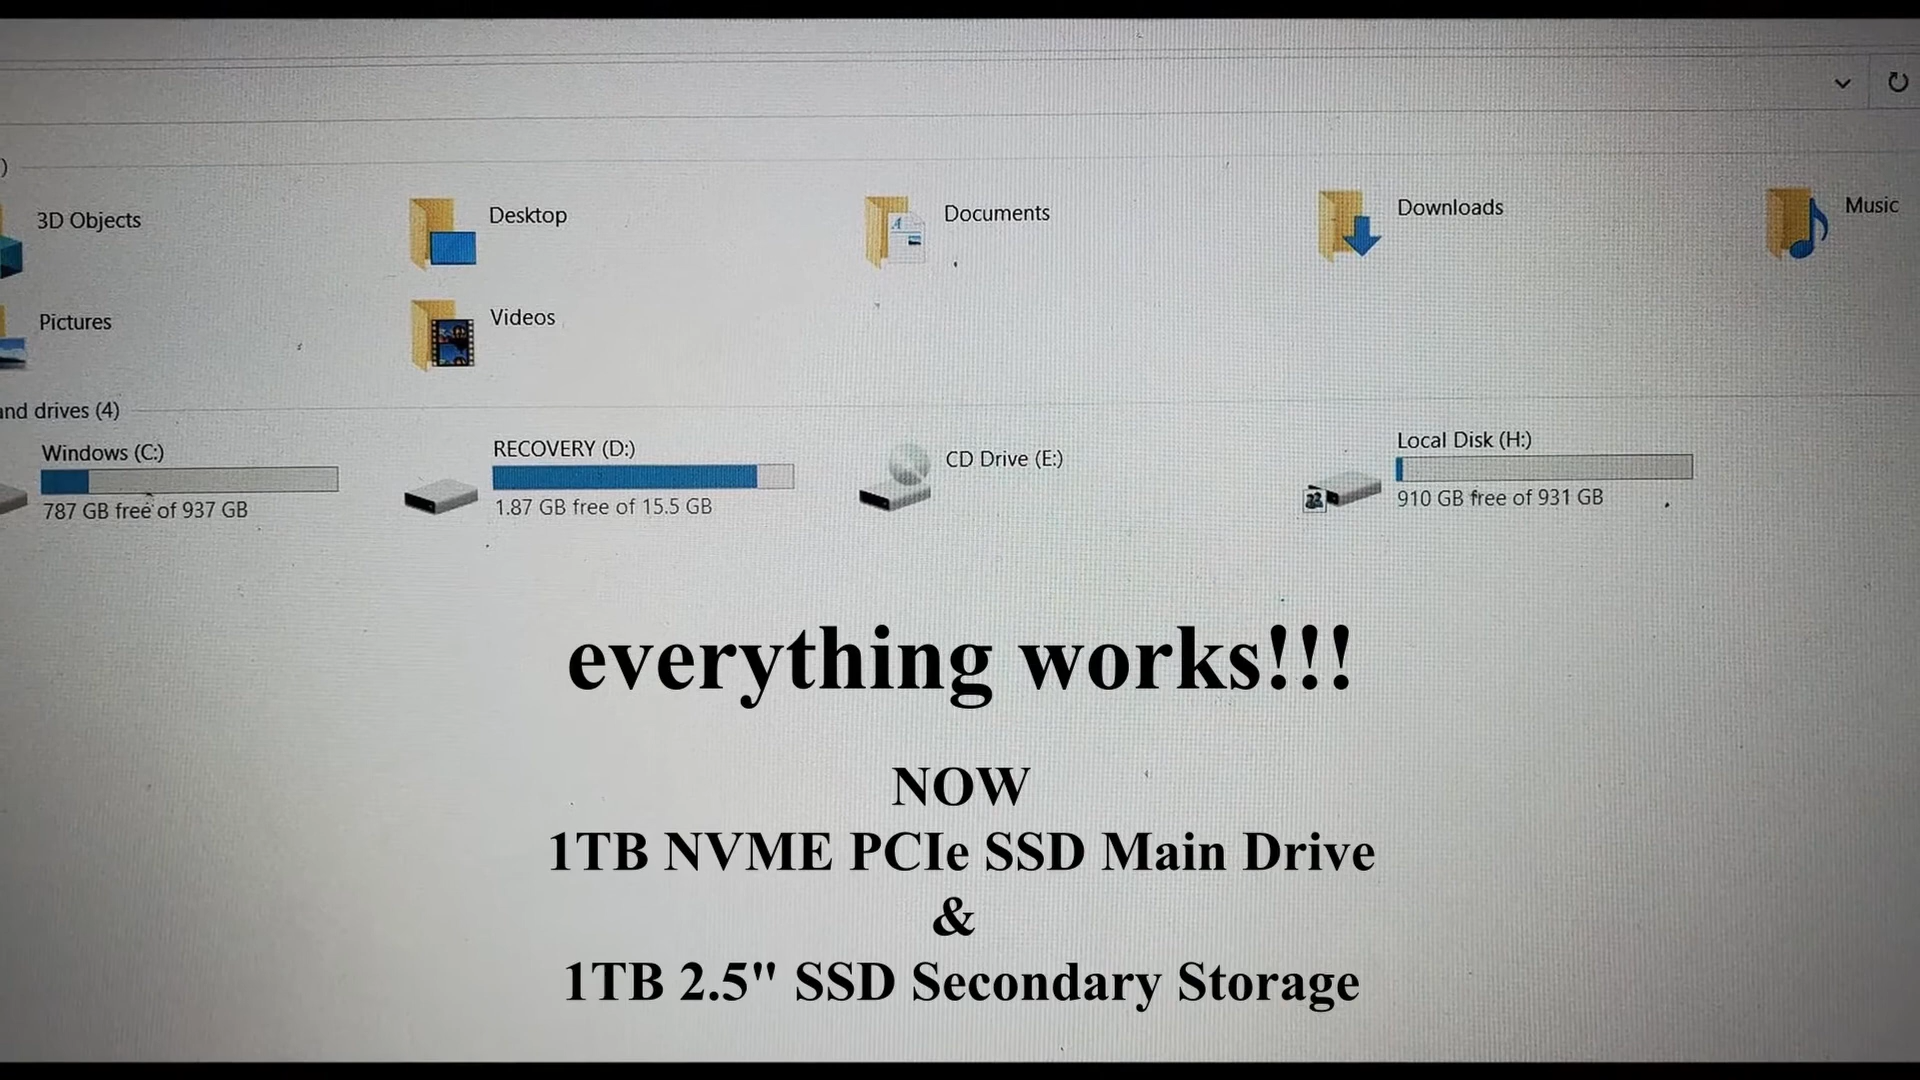 )
3D Objects
Desktop
Documents
Downloads
Music
Pictures
Videos
and drives (4)
Windows (C:)
787 GB free of 937 GB
RECOVERY (D:)
1.87 GB free of 15.5 GB
CD Drive (E:)
Local Disk (H:)
910 GB free of 931 GB
everything works!!!
NOW
1TB NVME PCIe SSD Main Drive
&
1TB 2.5" SSD Secondary Storage